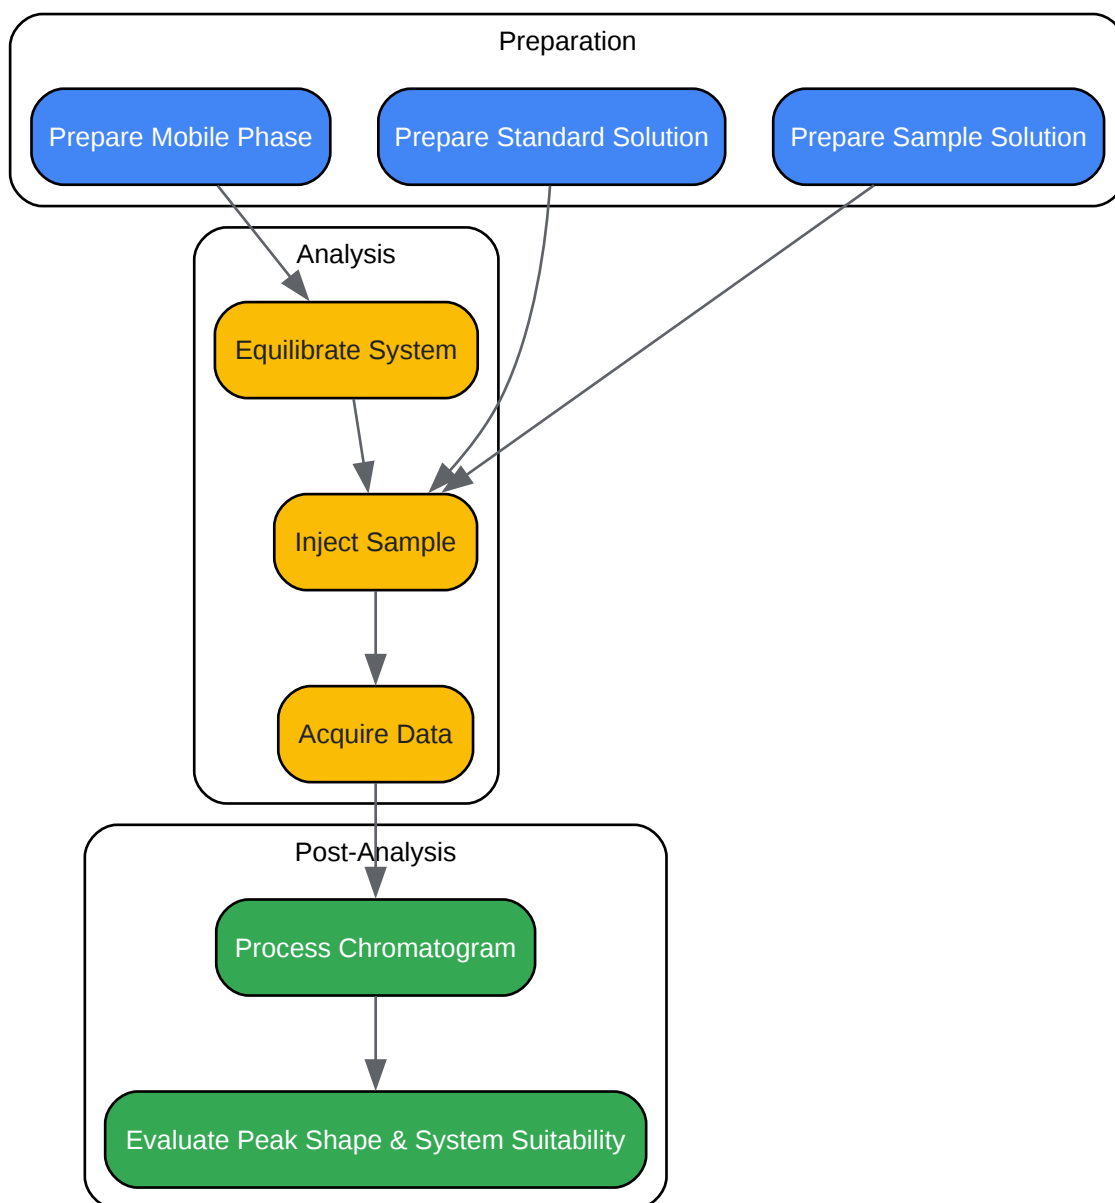 Preparation
Prepare Mobile Phase
Prepare Standard Solution
Prepare Sample Solution
Analysis
Equilibrate System
Inject Sample
Acquire Data
Post-Analysis
Process Chromatogram
Evaluate Peak Shape & System Suitability